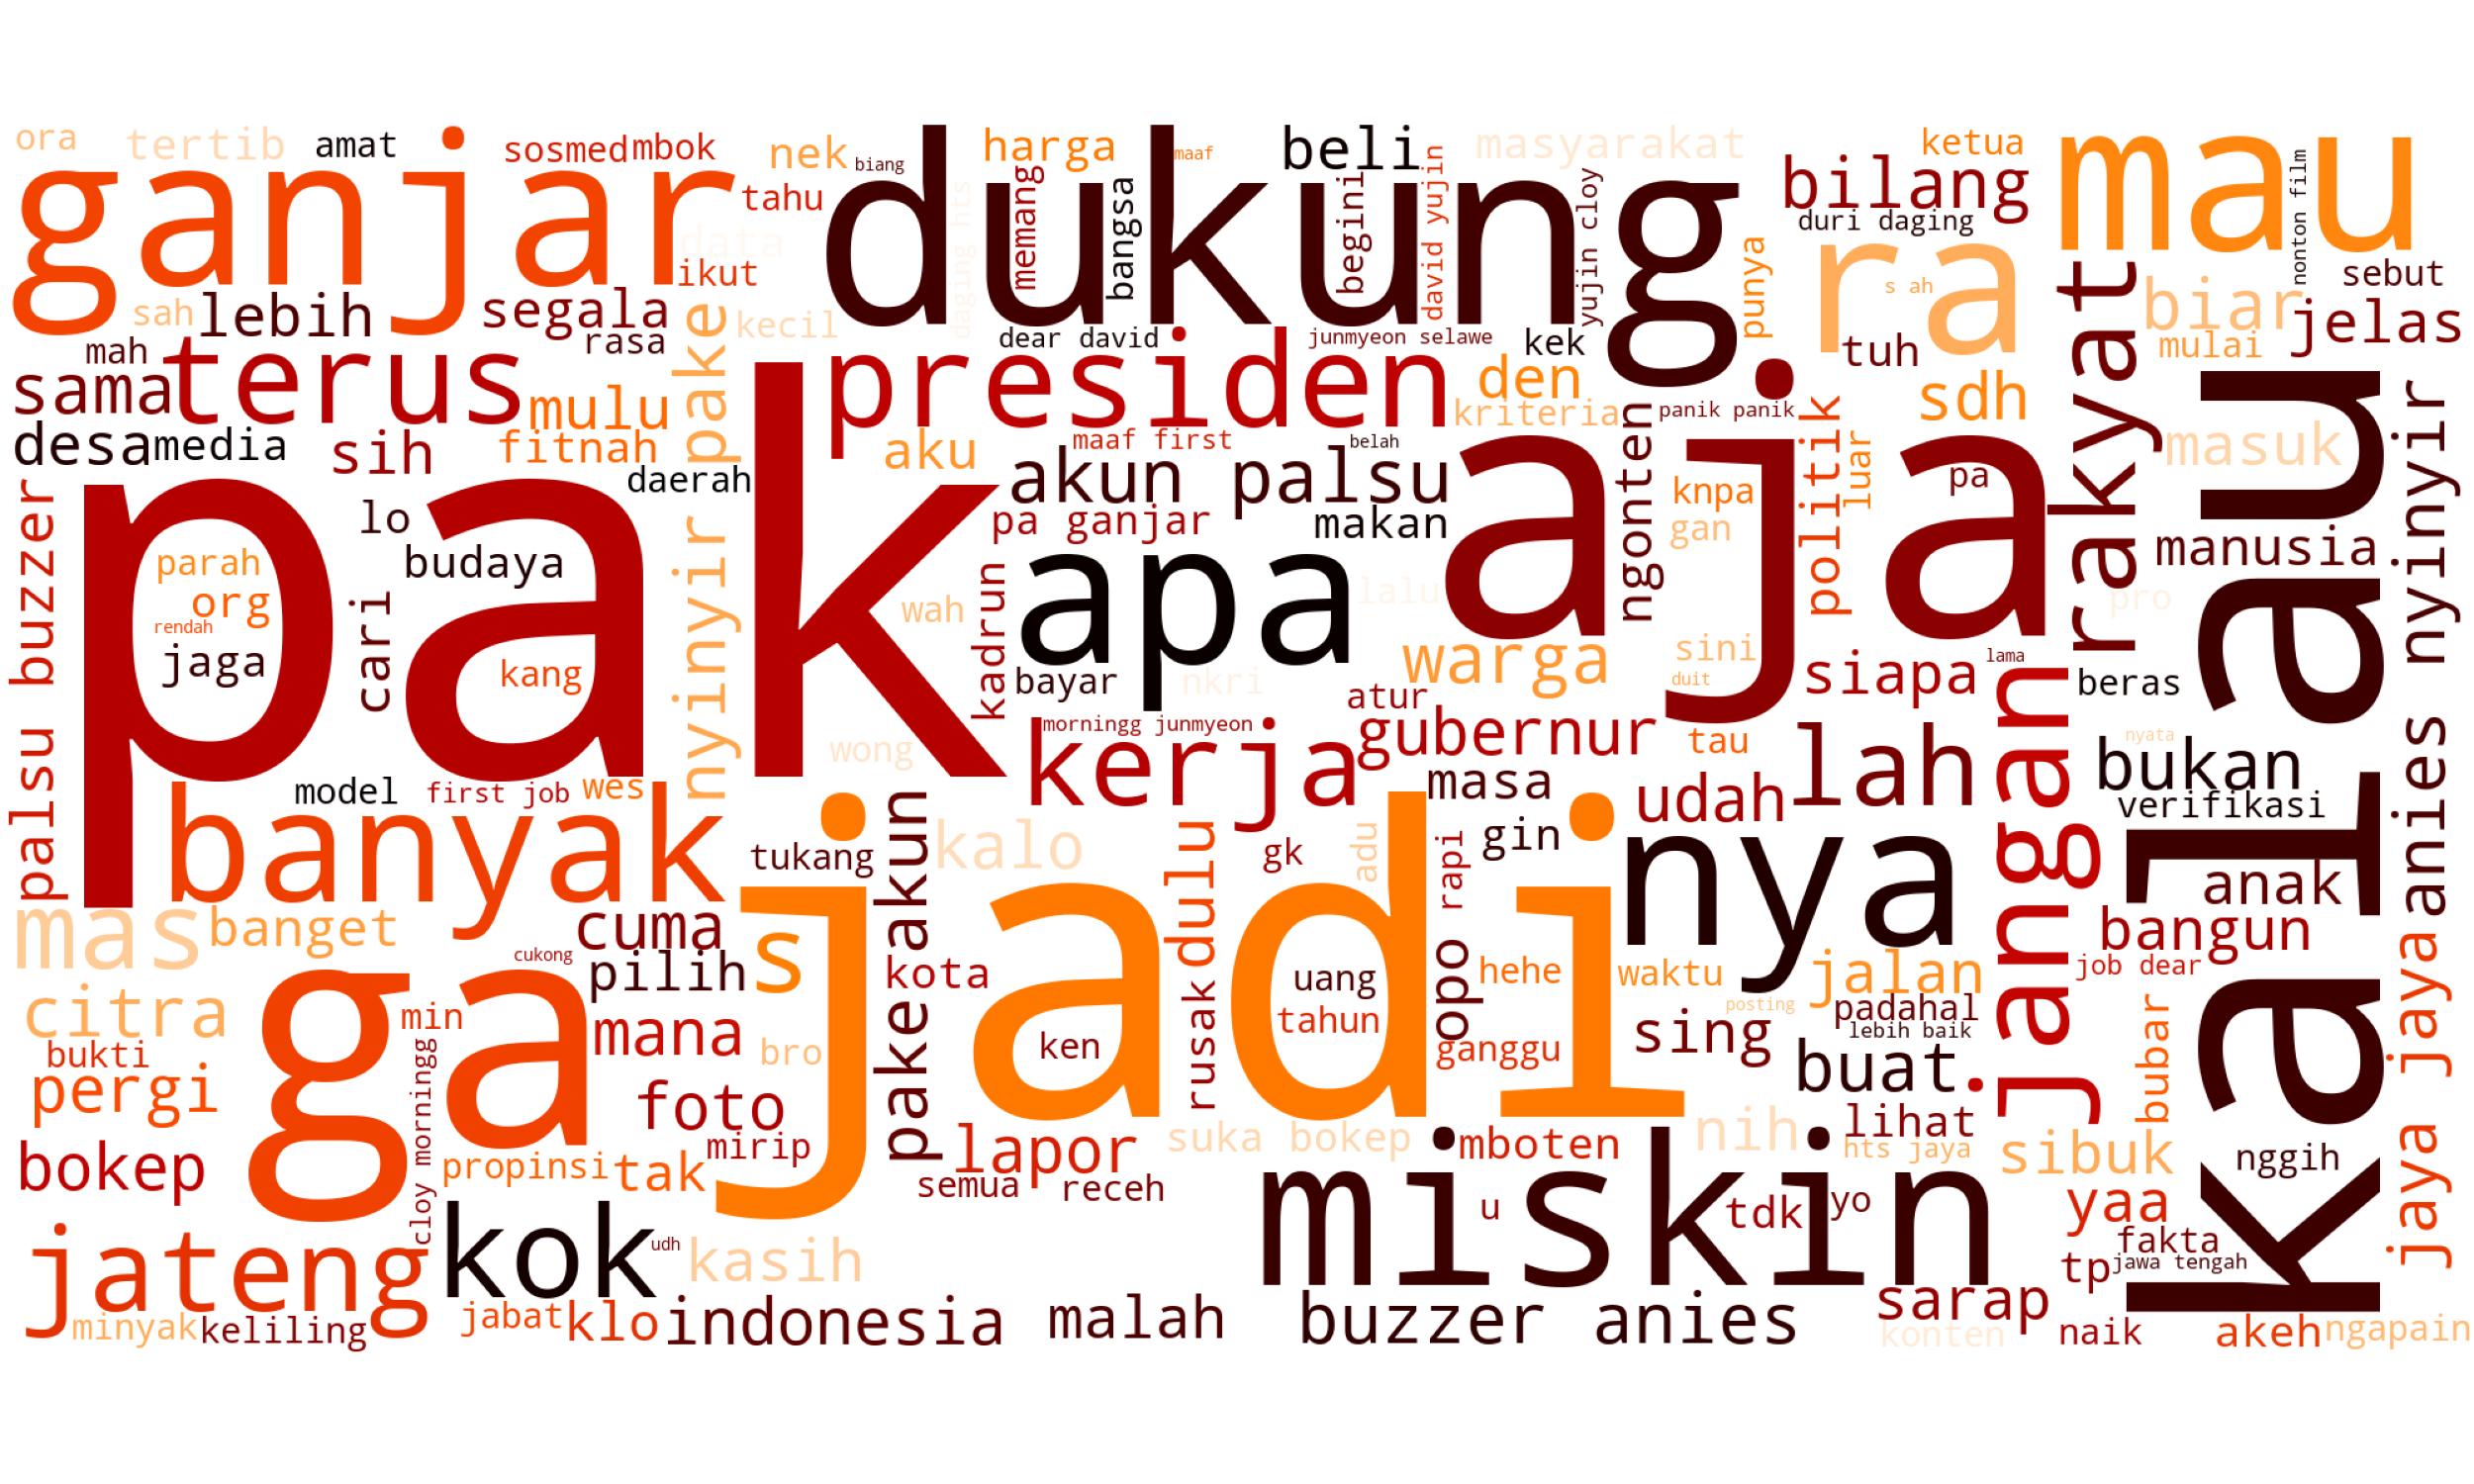 ora
tertib
amat
sosmed
mbok
nek
biang
harga
maaf
beli
masyarakat
ketua
mau
ganjar
dukung
tahu
data
ikut
dagung hts
memang
bangsa
begini
david yujin
yujin cloy
punya
bilang
duri daging
nonton film
ra
s ah
sebut
biar
jelas
mulai
sah
lebih
segala
rasa
kecil
dear david
junmyeon selawe
kek
tuh
mah
terus
presiden
sama
mulu
nyinyir pake
den
kriteria
panik panik
sdh
rakyat
desa
media
sih
fitnah
daerah
aku
maaf first
belah
akun palsu
aja
ngonten
knpa
gan
politik
luar
pa
masuk
kalau
anies nyinyir
palsu buzzer
pak
lo
parah
org
rendah
jaga
budaya
cari
kang
wah
kadrun
pa ganjar
makan
apa
lalu
manusia
pro
warga
sini
duit
siapa
lama
beras
bayar
nkri
atur
wong
morningg junmyeon
kerja
gubernur
tau
masa
udah
lah
jangan
nyata
bukan
verifikasi
model
first job
wes
banyak
tukang
pake akun
kalo
dulu
gk
adu
rapi
gin
nya
anak
bangun
job dear
jaya jaya
mas
banget
cuma
cukong
pilih
s
jadi
kota
uang
tahun
ken
opo
hehe
waktu
posting
jalan
padahal
lebih baik
citra
ga
min
mana
bro
rusak
ganggu
sing
buat
bubar
bukti
pergi
cloy morningg
foto
mirip
bokep
propinsi
tak
lapor
semua
receh
suka bokep
mboten
nih
lihat
hts jaya
sibuk
nggih
miskin
u
tdk
yo
yaa
fakta
tp
jawa tengah
jateng
kok
udh
kasih
minyak
keliling
jabat
klo
indonesia
malah
buzzer anies
sarap
konten
naik
akeh
ngapain